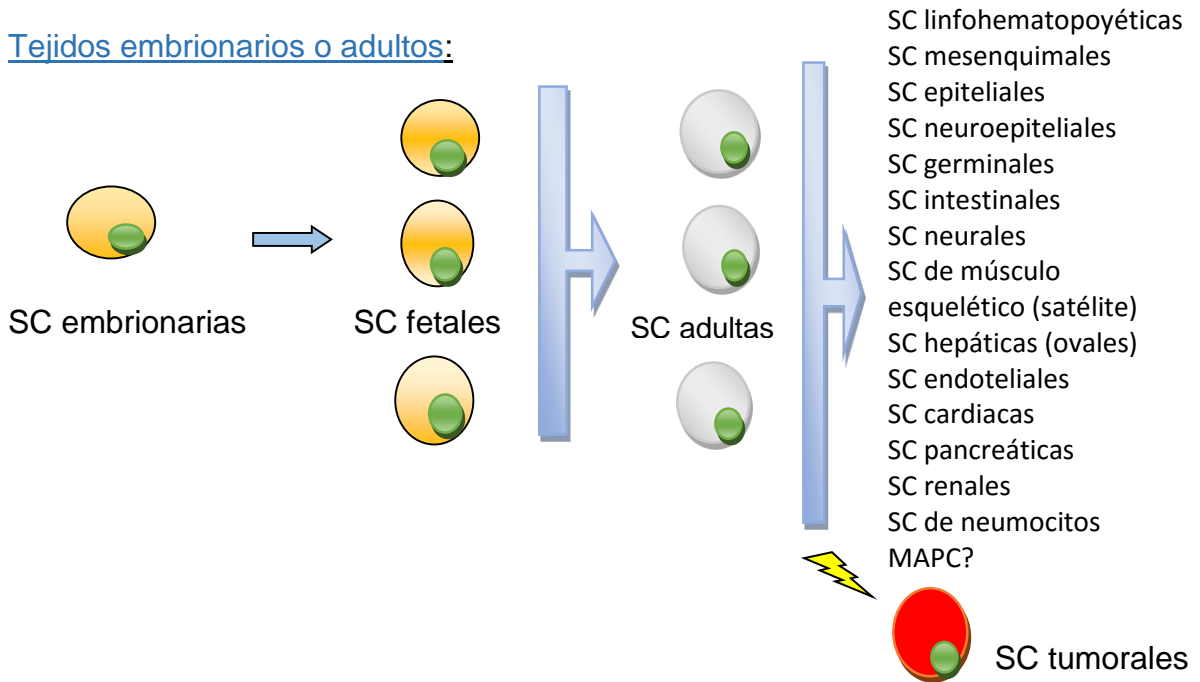 Tejidos embrionarios o adultos:
SC embrionarias
SC fetales
SC adultas
SC linfohematopoyéticas
SC mesenquimales
SC epiteliales
SC neuroepiteliales
SC germinales
SC intestinales
SC neurales
SC de músculo
esquelético (satélite)
SC hepáticas (ovales)
SC endoteliales
SC cardiacas
SC pancreáticas
SC renales
SC de neumocitos
MAPC?
SC tumorales